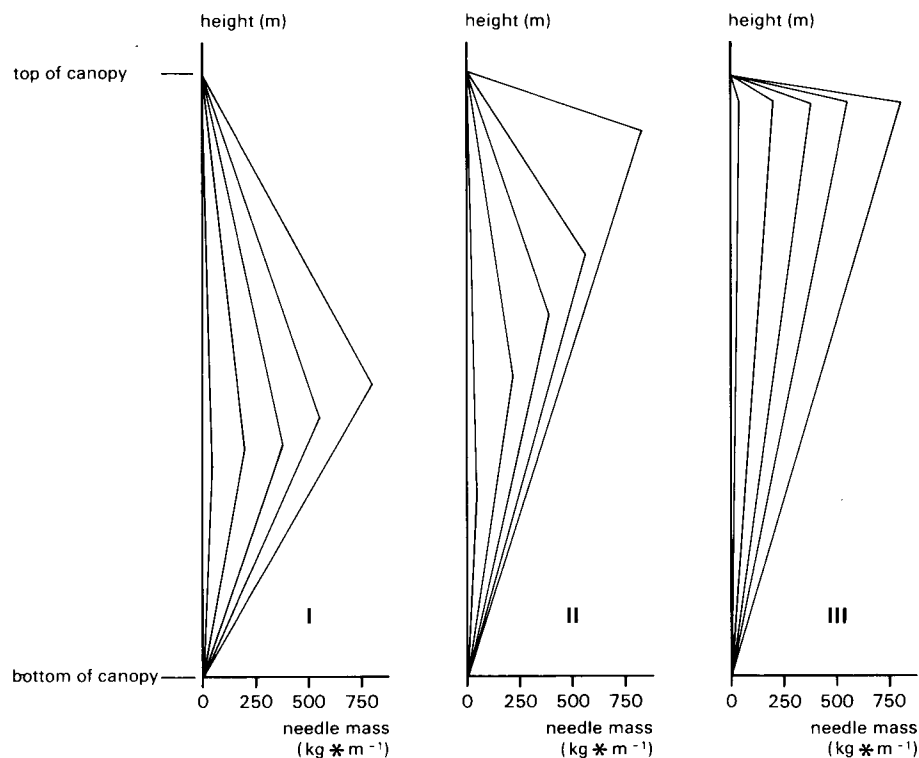 height (m)
height (m)
height (m)
top of canopy
I
II
III
bottom of canopy
0 250 500 750
0 250 500 750
0 250 500 750
needle mass
(kg * m⁻¹)
needle mass
(kg * m⁻¹)
needle mass
(kg * m⁻¹)